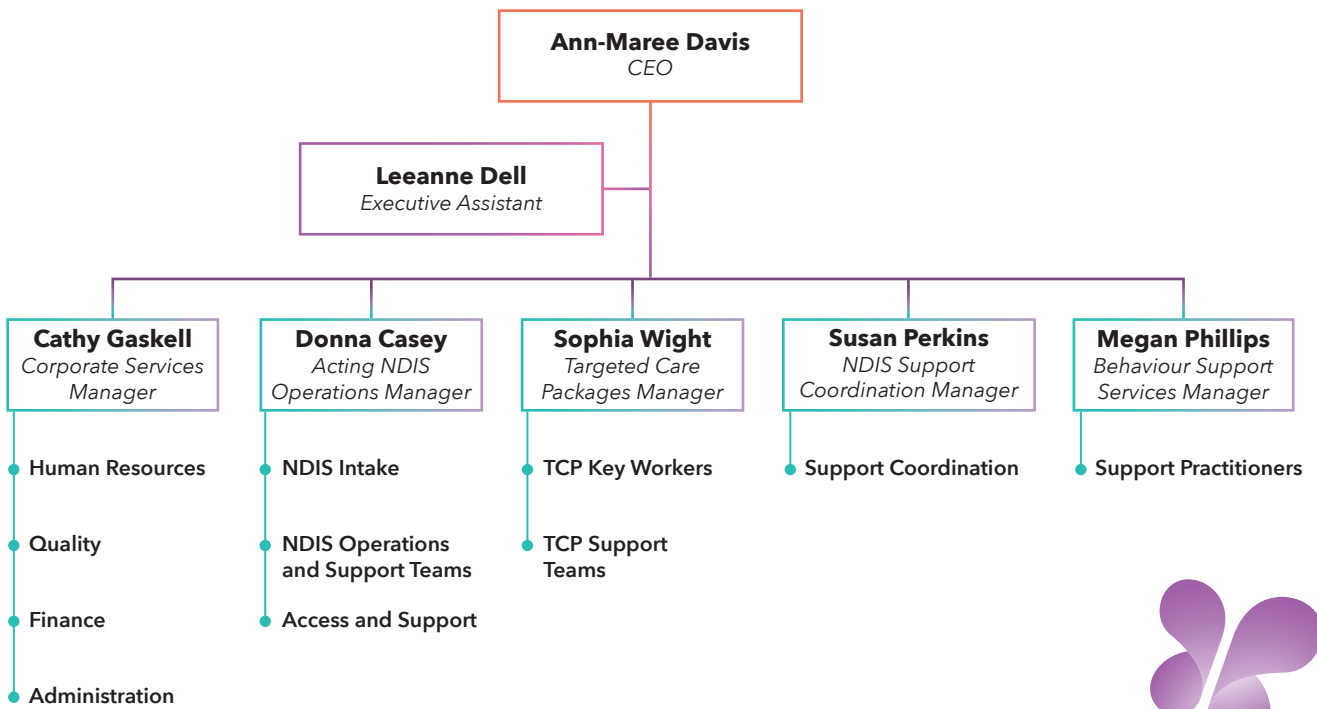 Ann-Maree Davis
CEO
Leeanne Dell
Executive Assistant
Cathy Gaskell
Corporate Services
Manager
Human Resources
Quality
Finance
Administration
Donna Casey
Acting NDIS
Operations Manager
NDIS Intake
NDIS Operations
and Support Teams
Access and Support
Sophia Wight
Targeted Care
Packages Manager
TCP Key Workers
TCP Support
Teams
Susan Perkins
NDIS Support
Coordination Manager
Support Coordination
Megan Phillips
Behaviour Support
Services Manager
Support Practitioners